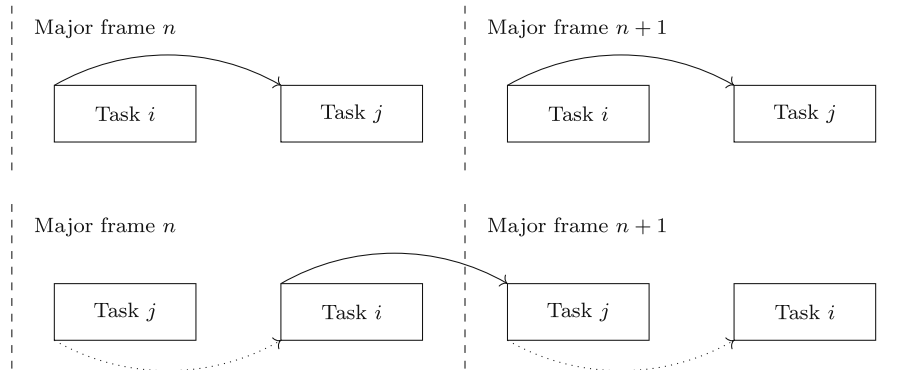 Major frame n Major frame n + 1
Task i Task j Task i Task j
Major frame n Major frame n + 1
Task j Task i Task j Task i